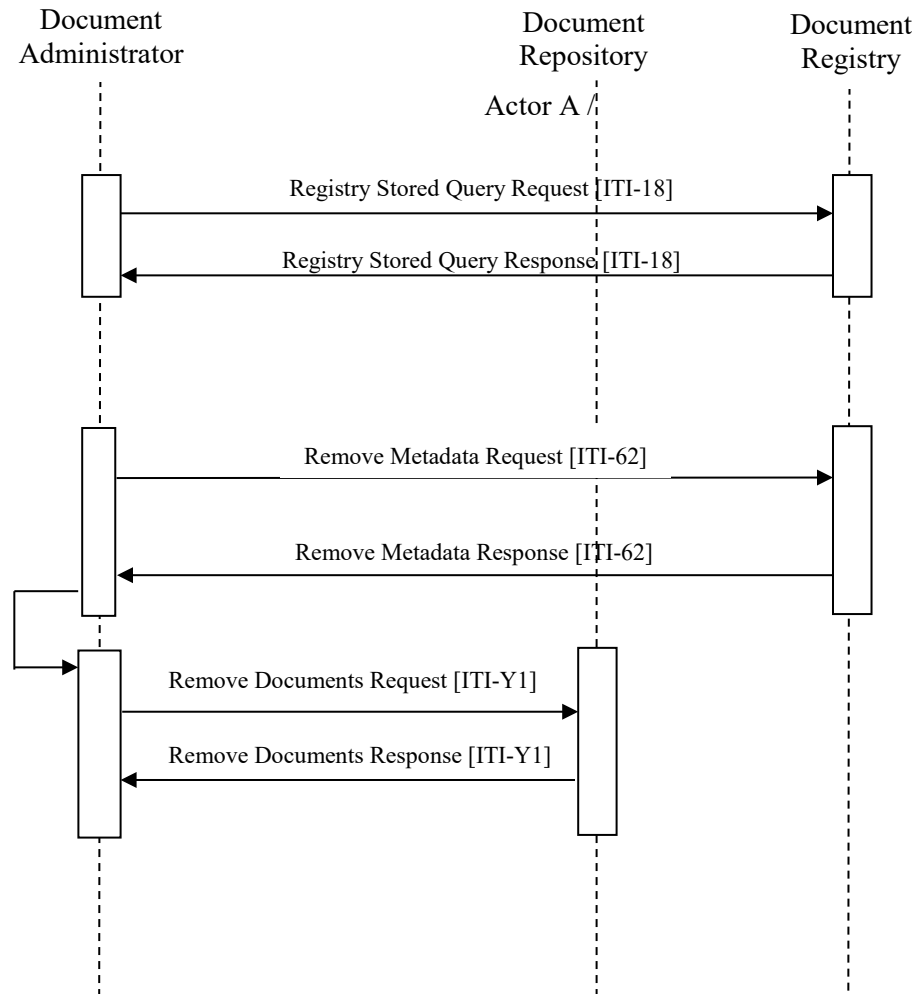 Document
Administrator
Document
Repository
Document
Registry
Actor A /
Registry Stored Query Request [ITI-18]
Registry Stored Query Response [ITI-18]
Remove Metadata Request [ITI-62]
Remove Metadata Response [ITI-62]
Remove Documents Request [ITI-Y1]
Remove Documents Response [ITI-Y1]